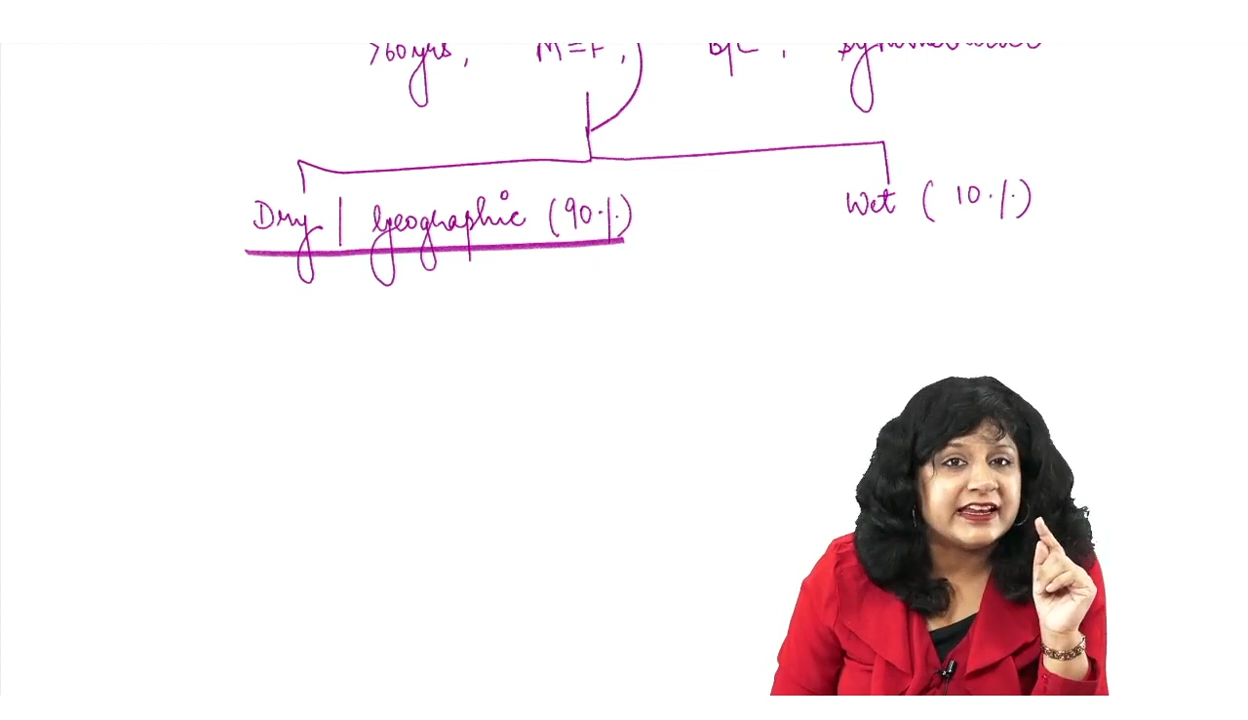 >60yrs, M=F,
Dry | Geographic (90%) Wet (10%)